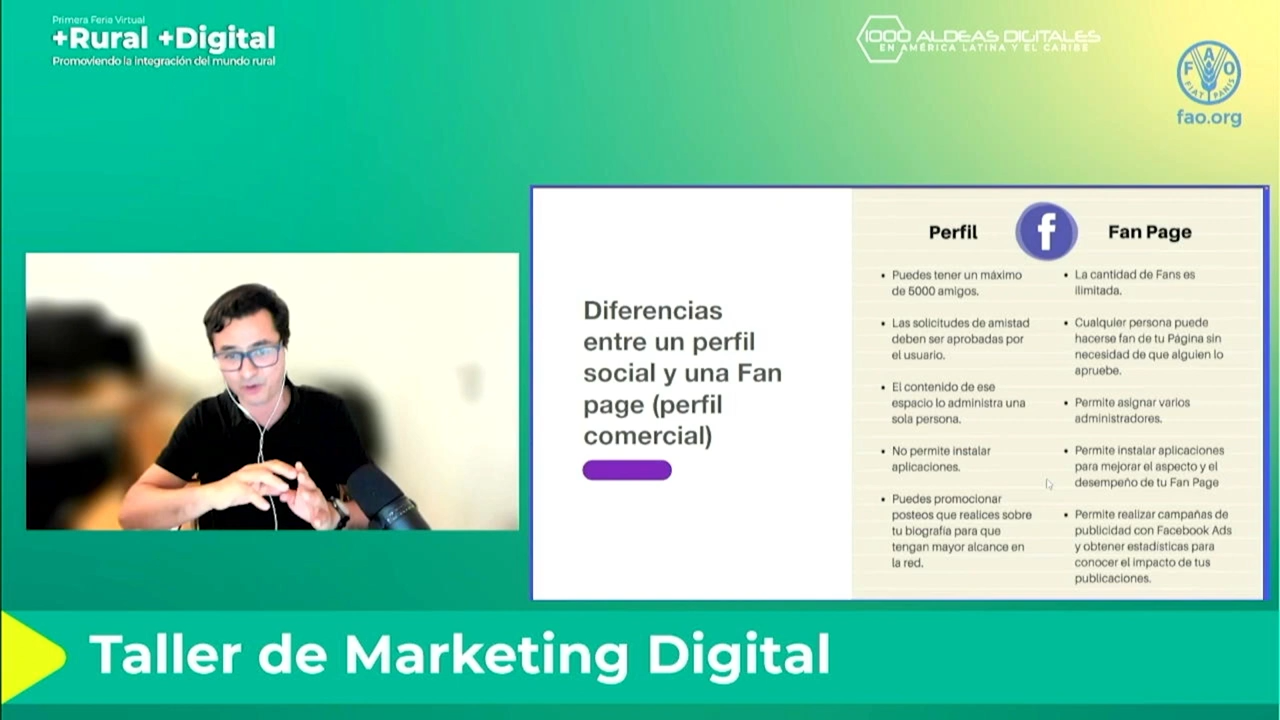 Primera Feria Virtual
+Rural +Digital
Promoviendo la integración del mundo rural
1000 ALDEAS DIGITALES
EN AMÉRICA LATINA Y EL CARIBE
F A O
FIAT PANIS
fao.org
Diferencias
entre un perfil
social y una Fan
page (perfil
comercial)
Perfil
f
Fan Page
• Puedes tener un máximo
de 5000 amigos.
• Las solicitudes de amistad
deben ser aprobadas por
el usuario.
• El contenido de ese
espacio lo administra una
sola persona.
• No permite instalar
aplicaciones.
• Puedes promocionar
posteos que realices sobre
tu biografía para que
tengan mayor alcance en
la red.
• La cantidad de Fans es
ilimitada.
• Cualquier persona puede
hacerse fan de tu Página sin
necesidad de que alguien lo
apruebe.
• Permite asignar varios
administradores.
• Permite instalar aplicaciones
para mejorar el aspecto y el
desempeño de tu Fan Page
• Permite realizar campañas de
publicidad con Facebook Ads
y obtener estadísticas para
conocer el impacto de tus
publicaciones.
Taller de Marketing Digital